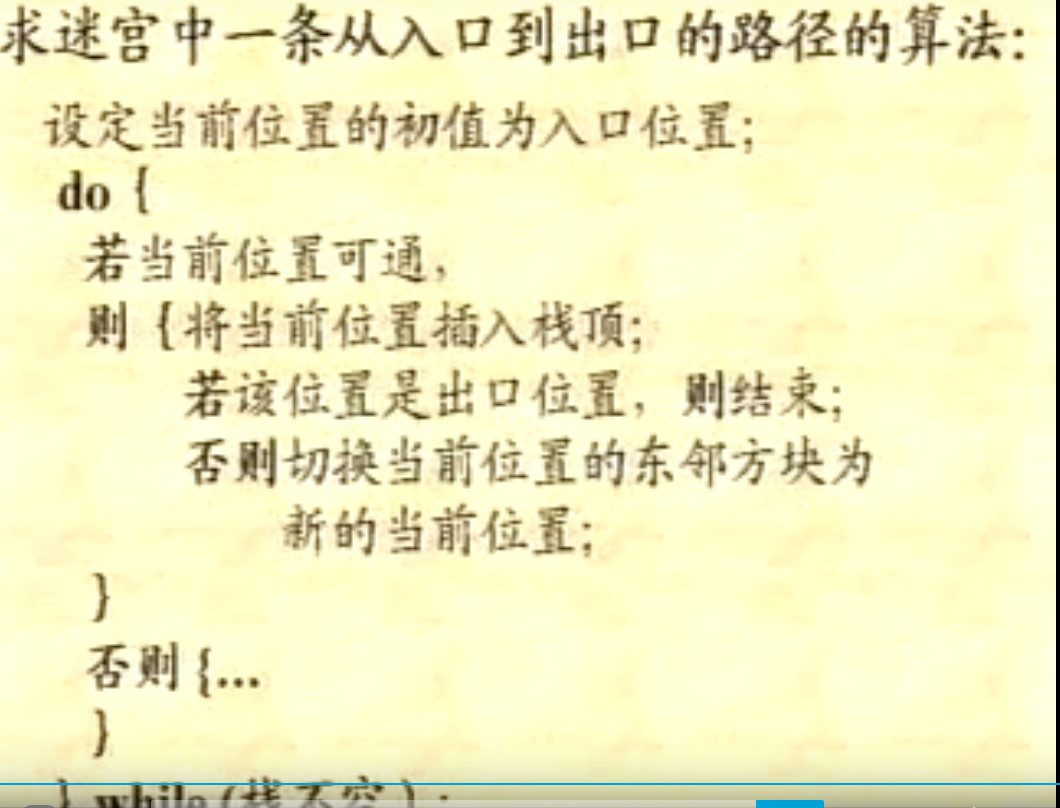 求迷宫中一条从入口到出口的路径的算法:
设定当前位置的初值为入口位置;
do {
若当前位置可通,
则 {将当前位置插入栈顶;
若该位置是出口位置, 则结束;
否则切换当前位置的东邻方块为
新的当前位置;
}
否则 {...
}
} while (栈不空) ;